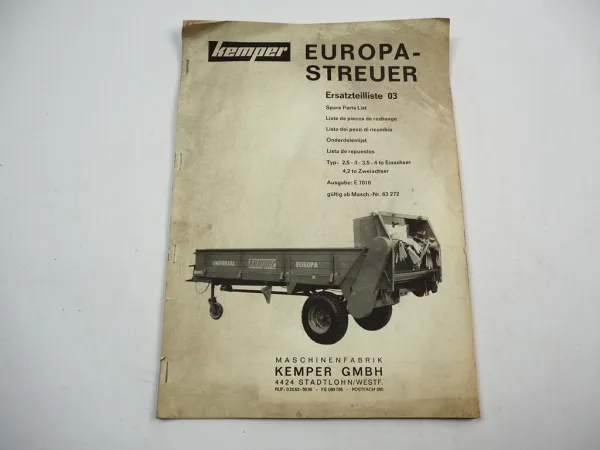 kemper
EUROPA-
STREUER
Ersatzteilliste 03
Spare Parts List
Liste de pieces de rechange
Lista dei pezzi di ricambio
Onderdelenlijst
Lista de repuestos
Typ: 2,5 - 3 - 3,5 - 4 to Einachser
4,2 to Zweiachser
Ausgabe: E 7010
gültig ab Masch.-Nr. 63 272
UNIVERSAL kemper EUROPA
MASCHINENFABRIK
KEMPER GMBH
4424 STADTLOHN/WESTF.
POSTFACH